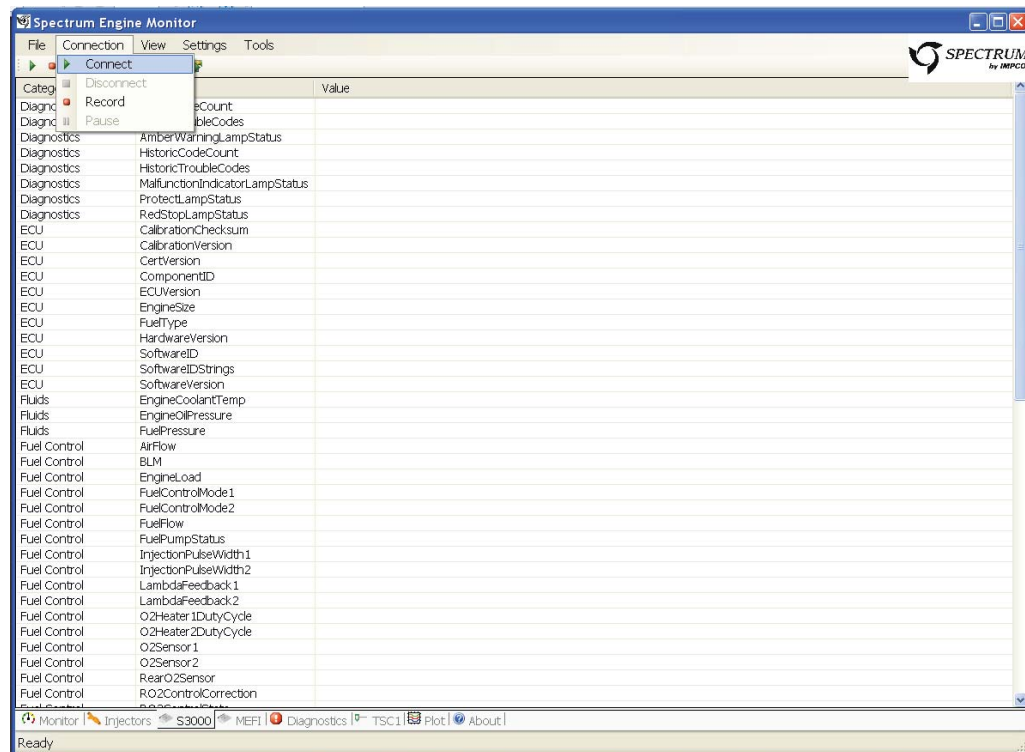 Spectrum Engine Monitor
File Connection View Settings Tools
SPECTRUM
by IMPCO
Connect
Disconnect
Record
Pause
Categ Value
Diagno eCount
Diagno bleCodes
Diagnostics AmberWarningLampStatus
Diagnostics HistoricCodeCount
Diagnostics HistoricTroubleCodes
Diagnostics MalfunctionIndicatorLampStatus
Diagnostics ProtectLampStatus
Diagnostics RedStopLampStatus
ECU CalibrationChecksum
ECU CalibrationVersion
ECU CertVersion
ECU ComponentID
ECU ECUVersion
ECU EngineSize
ECU FuelType
ECU HardwareVersion
ECU SoftwareID
ECU SoftwareIDStrings
ECU SoftwareVersion
Fluids EngineCoolantTemp
Fluids EngineOilPressure
Fluids FuelPressure
Fuel Control AirFlow
Fuel Control BLM
Fuel Control EngineLoad
Fuel Control FuelControlMode1
Fuel Control FuelControlMode2
Fuel Control FuelFlow
Fuel Control FuelPumpStatus
Fuel Control InjectionPulseWidth1
Fuel Control InjectionPulseWidth2
Fuel Control LambdaFeedback1
Fuel Control LambdaFeedback2
Fuel Control O2Heater1DutyCycle
Fuel Control O2Heater2DutyCycle
Fuel Control O2Sensor1
Fuel Control O2Sensor2
Fuel Control RearO2Sensor
Fuel Control RO2ControlCorrection
Monitor Injectors S3000 MEFI Diagnostics TSC1 Plot About
Ready